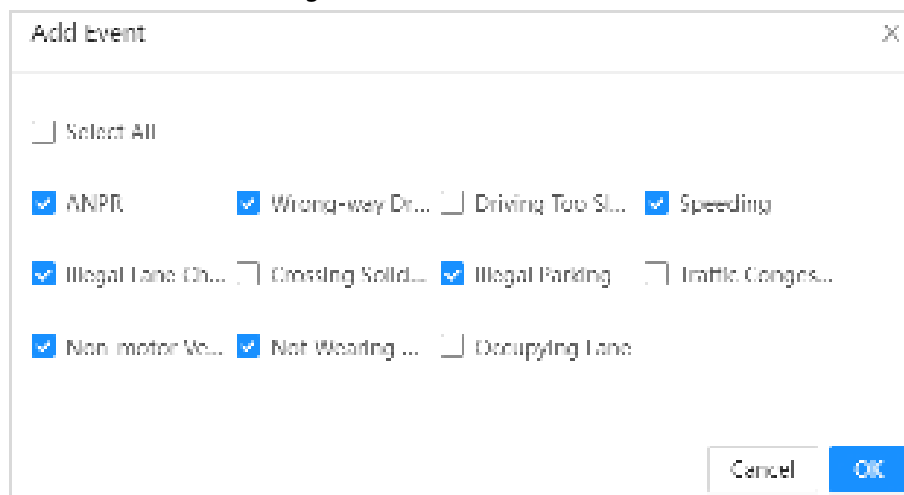 Add Event
Select All
ANPR Wrong-way Dr... Driving Too Sl... Speeding
Illegal Lane Ch... Crossing Solid... Illegal Parking Traffic Conges...
Non-motor Ve... Not Wearing ... Occupying Lane
Cancel OK